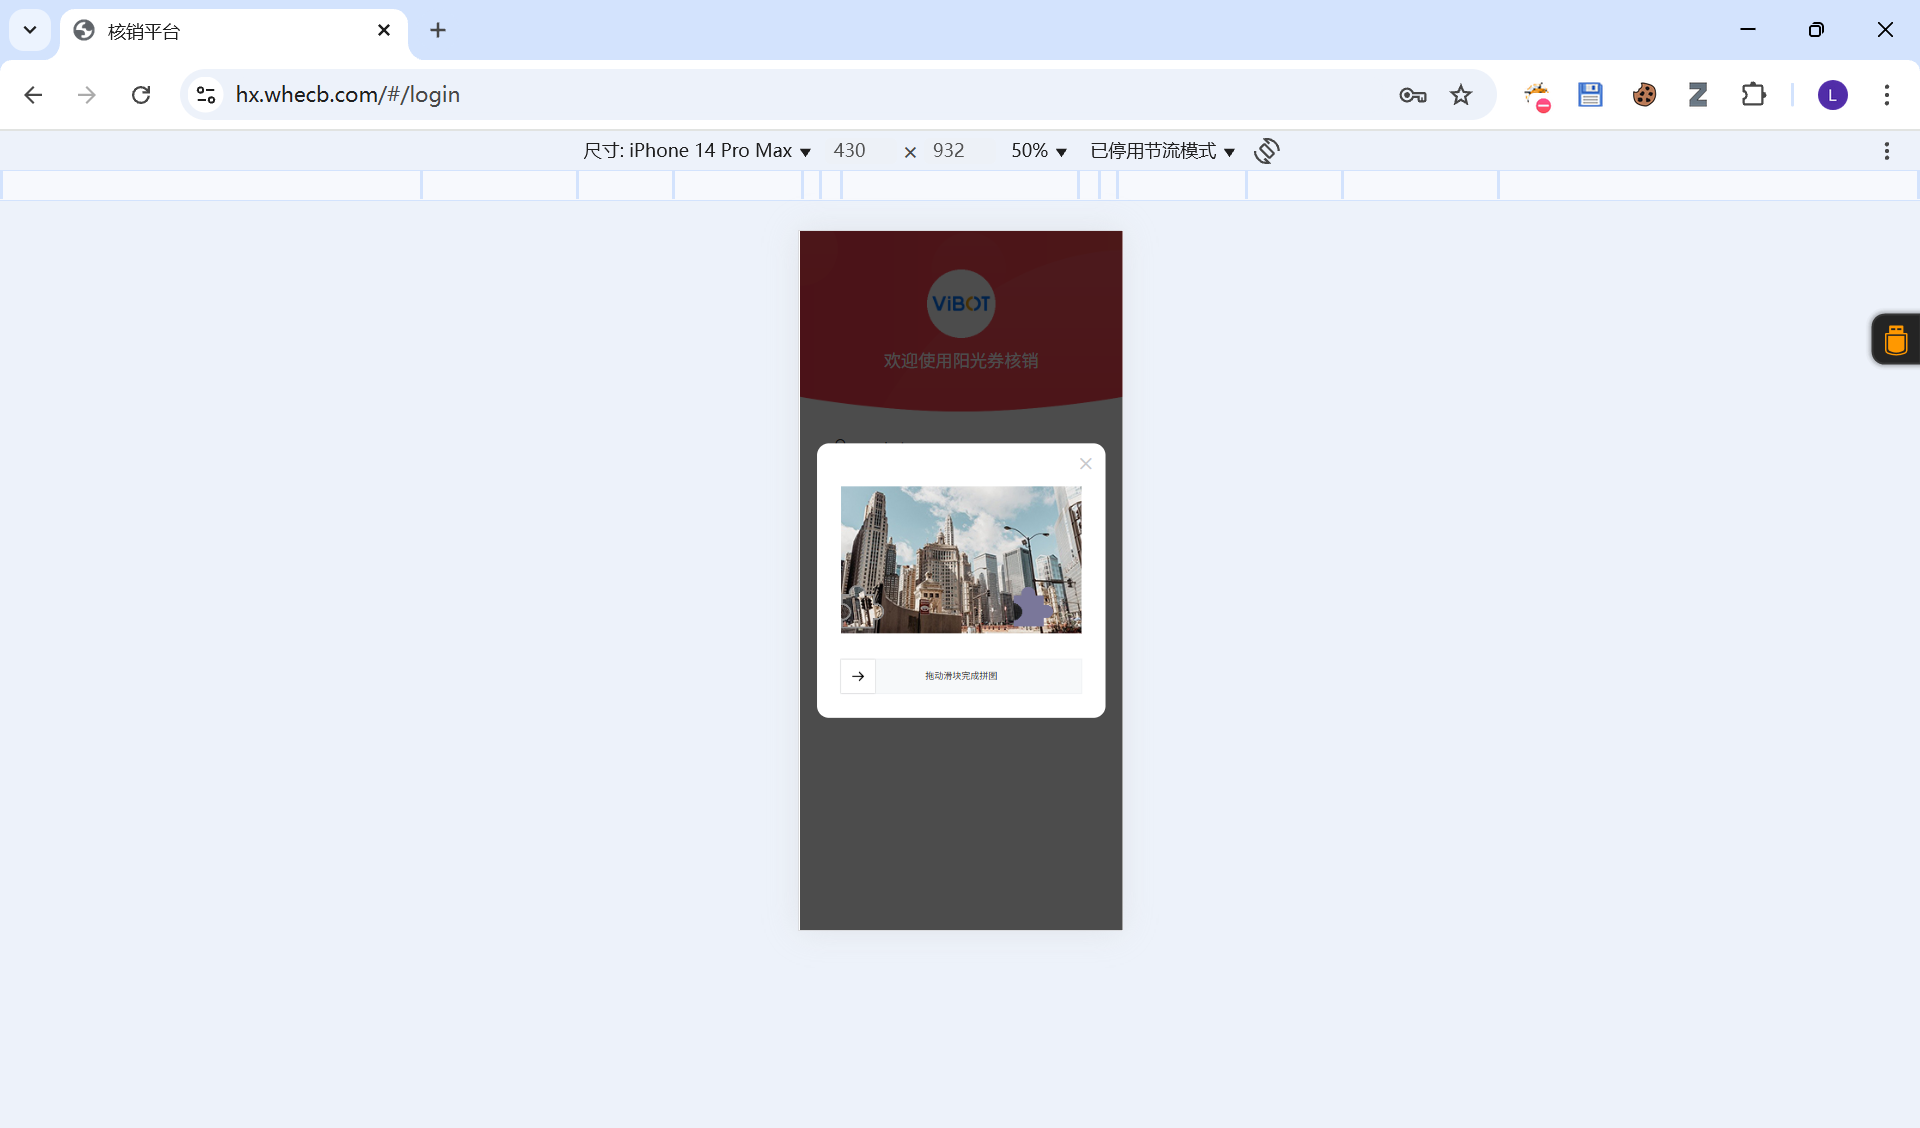 核销平台
hx.whecb.com/#/login
L
尺寸: iPhone 14 Pro Max 430 × 932 50% 已停用节流模式
ViBOT
欢迎使用阳光券核销
拖动滑块完成拼图